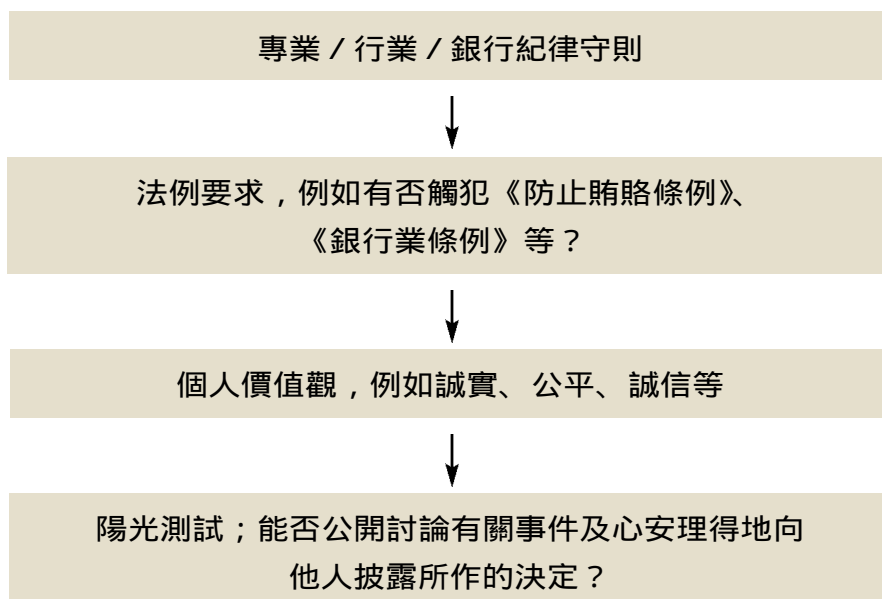 專業 / 行業 / 銀行紀律守則
法例要求，例如有否觸犯《防止賄賂條例》、
《銀行業條例》等？
個人價值觀，例如誠實、公平、誠信等
陽光測試；能否公開討論有關事件及心安理得地向
他人披露所作的決定？